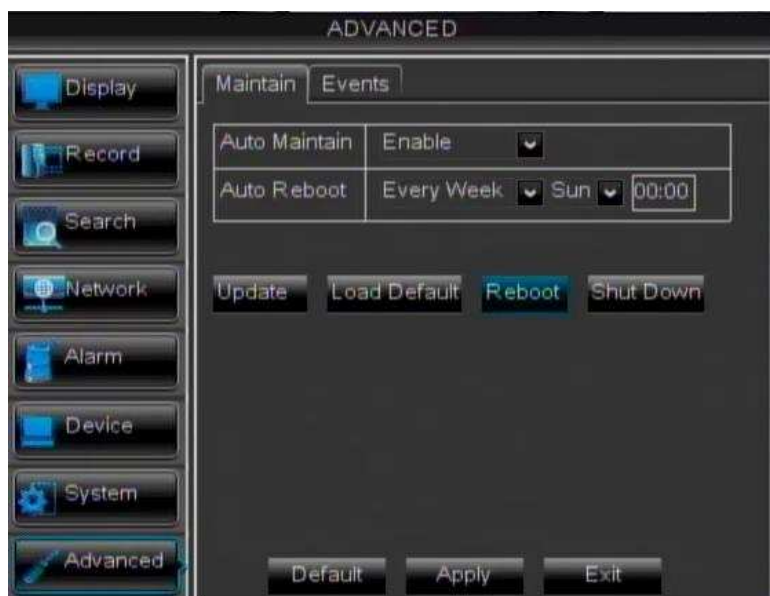 ADVANCED
Display
Record
Search
Network
Alarm
Device
System
Advanced
Maintain Events
Auto Maintain Enable
Auto Reboot Every Week Sun 00:00
Update Load Default Reboot Shut Down
Default Apply Exit